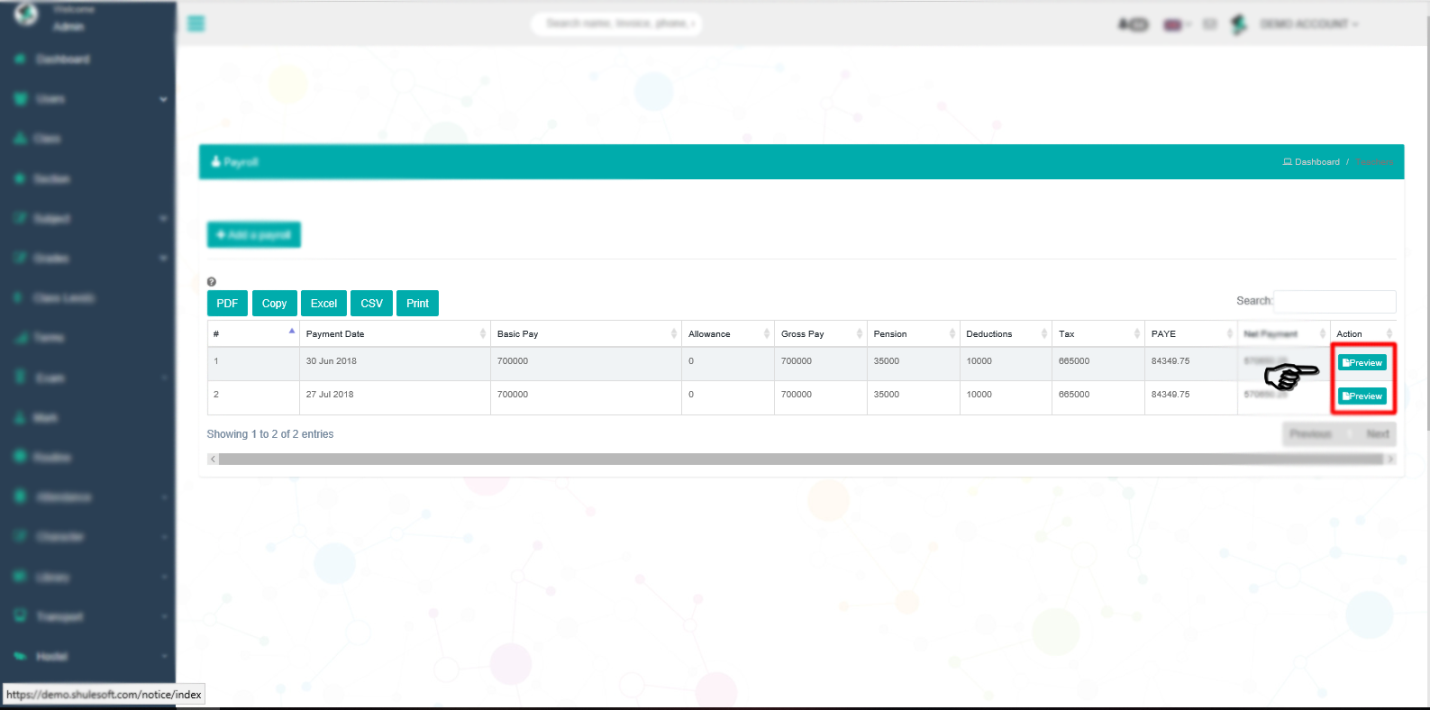 Welcome
Admin
Search name, Invoice, phone,
DEMO ACCOUNT
Dashboard
Users
Class
Section
Subject
Grades
Class Levels
Terms
Exam
Mark
Routine
Attendance
Character
Library
Transport
Hostel
Payroll
Dashboard /
Add a payroll
PDF Copy Excel CSV Print
Search:
# Payment Date Basic Pay Allowance Gross Pay Pension Deductions Tax PAYE Net Payment Action
1 30 Jun 2018 700000 0 700000 35000 10000 665000 84349.75 Preview
2 27 Jul 2018 700000 0 700000 35000 10000 665000 84349.75 Preview
Showing 1 to 2 of 2 entries
Previous 1 Next
https://demo.shulesoft.com/notice/index